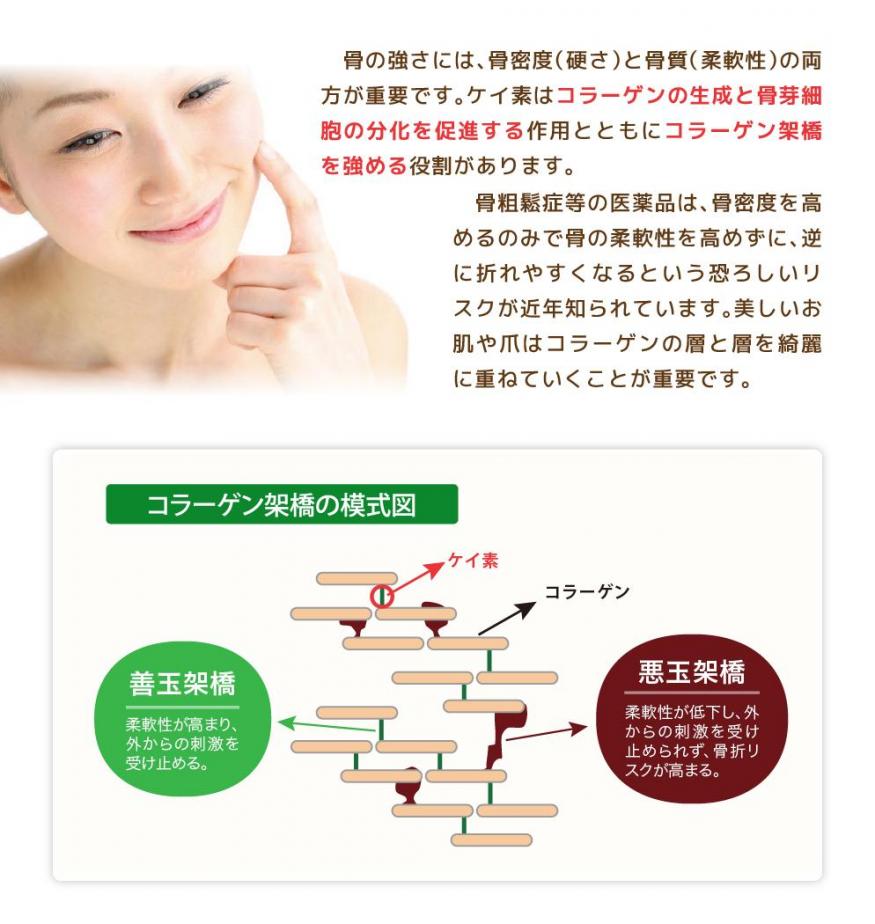 骨の強さには、骨密度(硬さ)と骨質(柔軟性)の両
方が重要です。ケイ素はコラーゲンの生成と骨芽細
胞の分化を促進する作用とともにコラーゲン架橋
を強める役割があります。
骨粗鬆症等の医薬品は、骨密度を高
めるのみで骨の柔軟性を高めずに、逆
に折れやすくなるという恐ろしいリ
スクが近年知られています。美しいお
肌や爪はコラーゲンの層と層を綺麗
に重ねていくことが重要です。
コラーゲン架橋の模式図
ケイ素
コラーゲン
善玉架橋
柔軟性が高まり、
外からの刺激を
受け止める。
悪玉架橋
柔軟性が低下し、外
からの刺激を受け
止められず、骨折リ
スクが高まる。